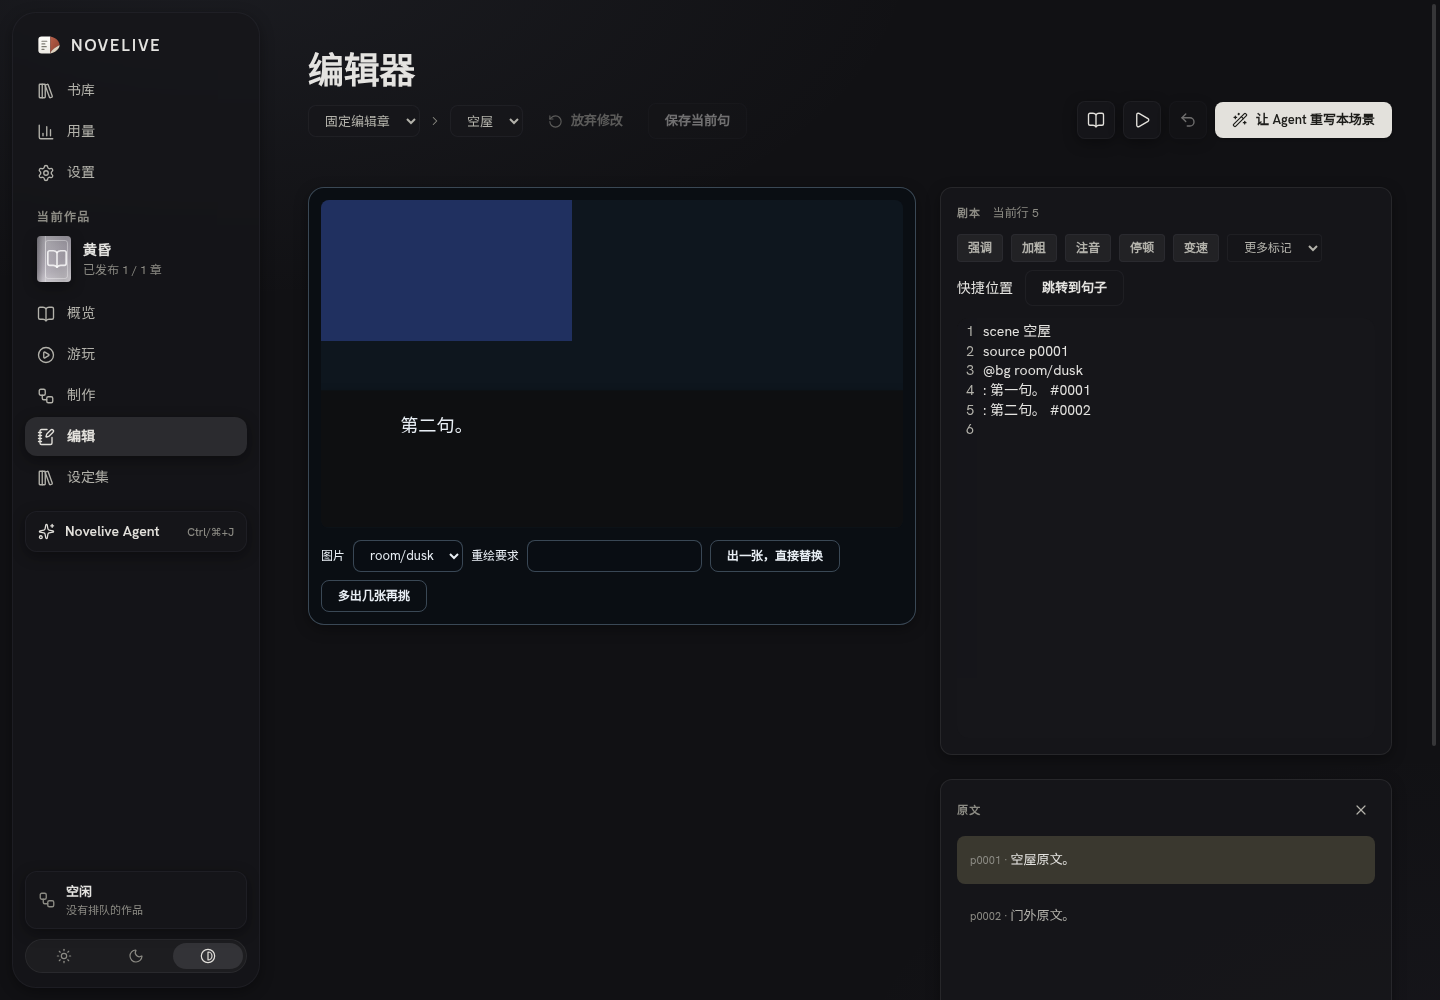 NOVELIVE
书库
用量
设置
当前作品
黄昏
已发布 1 / 1 章
概览
游玩
制作
编辑
设定集
Novelive Agent Ctrl/⌘+J
空闲
没有排队的作品
编辑器
固定编辑章 空屋 放弃修改 保存当前句
让 Agent 重写本场景
第二句。
图片 room/dusk 重绘要求 出一张，直接替换
多出几张再挑
剧本 当前行 5
强调 加粗 注音 停顿 变速 更多标记
快捷位置 跳转到句子
1 scene 空屋
2 source p0001
3 @bg room/dusk
4 : 第一句。 #0001
5 : 第二句。 #0002
6
原文
p0001 · 空屋原文。
p0002 · 门外原文。